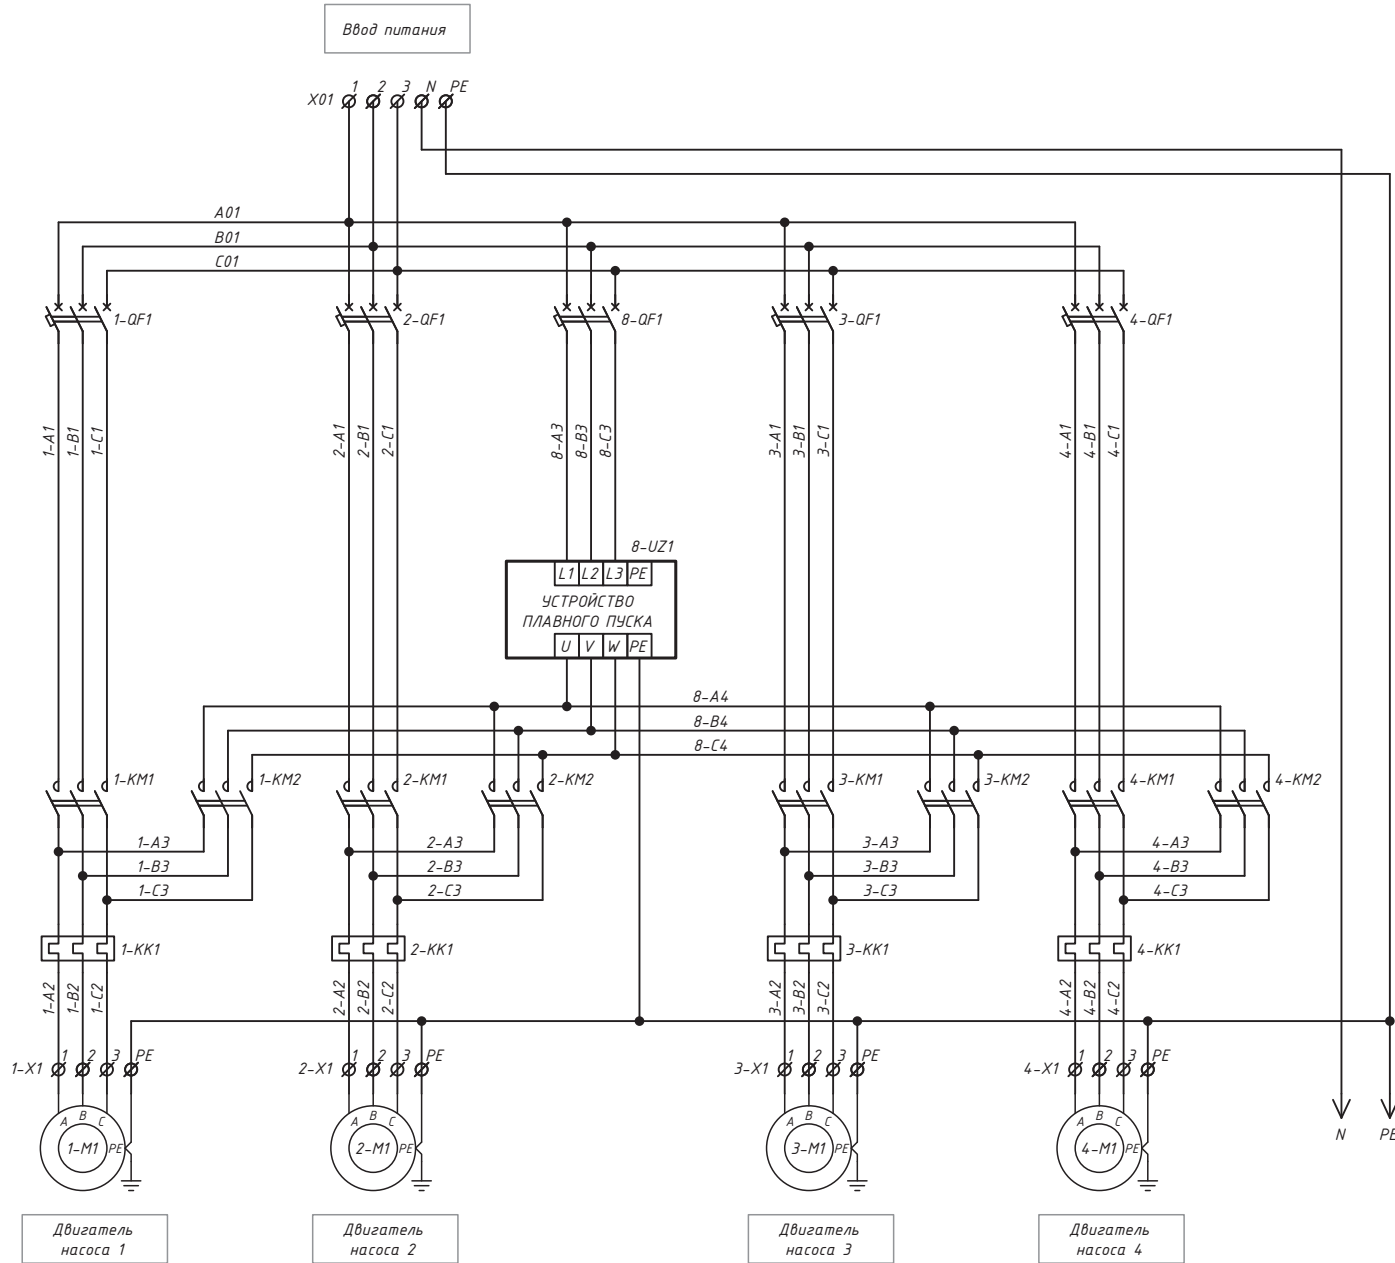 Ввод питания
X01 1 2 3 N PE
A01
B01
C01
1-QF1 2-QF1 8-QF1 3-QF1 4-QF1
1-A1 1-B1 1-C1 2-A1 2-B1 2-C1 8-A3 8-B3 8-C3 3-A1 3-B1 3-C1 4-A1 4-B1 4-C1
8-UZ1
L1 L2 L3 PE
УСТРОЙСТВО
ПЛАВНОГО ПУСКА
U V W PE
8-A4
8-B4
8-C4
1-KM1 1-KM2 2-KM1 2-KM2 3-KM1 3-KM2 4-KM1 4-KM2
1-A3 2-A3 3-A3 4-A3
1-B3 2-B3 3-B3 4-B3
1-C3 2-C3 3-C3 4-C3
1-KK1 2-KK1 3-KK1 4-KK1
1-A2 1-B2 1-C2 2-A2 2-B2 2-C2 3-A2 3-B2 3-C2 4-A2 4-B2 4-C2
1-X1 1 2 3 PE 2-X1 1 2 3 PE 3-X1 1 2 3 PE 4-X1 1 2 3 PE
A B C A B C A B C A B C
1-M1 PE 2-M1 PE 3-M1 PE 4-M1 PE
N PE
Двигатель
насоса 1
Двигатель
насоса 2
Двигатель
насоса 3
Двигатель
насоса 4